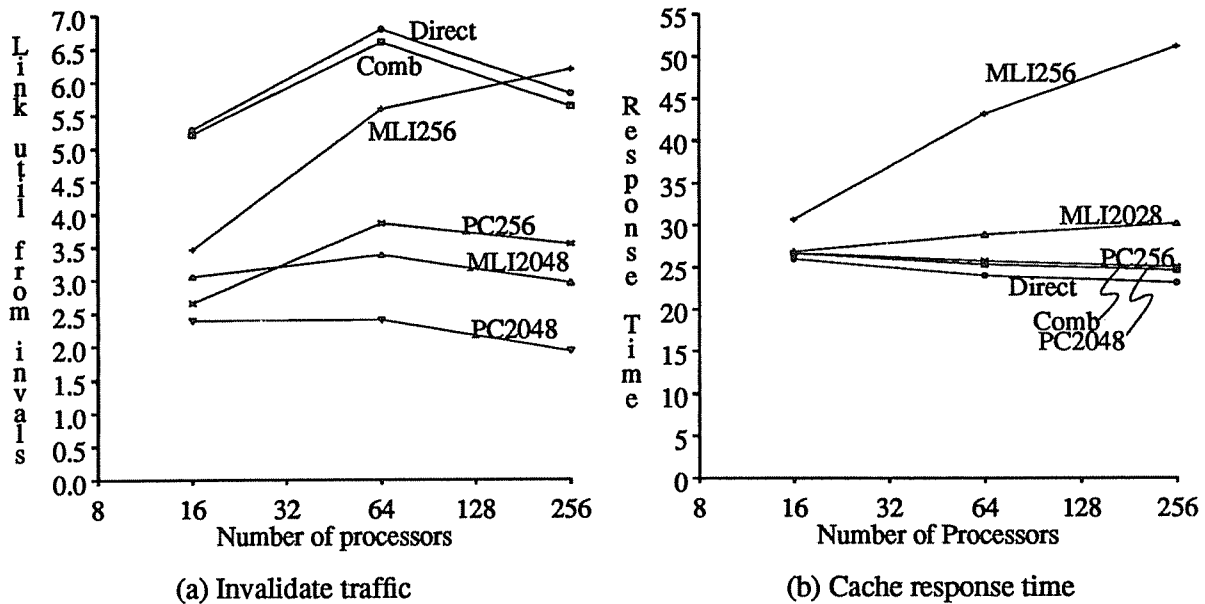 Link util from invals
7.0
6.5
6.0
5.5
5.0
4.5
4.0
3.5
3.0
2.5
2.0
1.5
1.0
0.5
0.0
Direct
Comb
MLI256
PC256
MLI2048
PC2048
8 16 32 64 128 256
Number of processors
(a) Invalidate traffic
Response Time
55
50
45
40
35
30
25
20
15
10
5
0
MLI256
MLI2028
PC256
Direct
Comb
PC2048
8 16 32 64 128 256
Number of Processors
(b) Cache response time